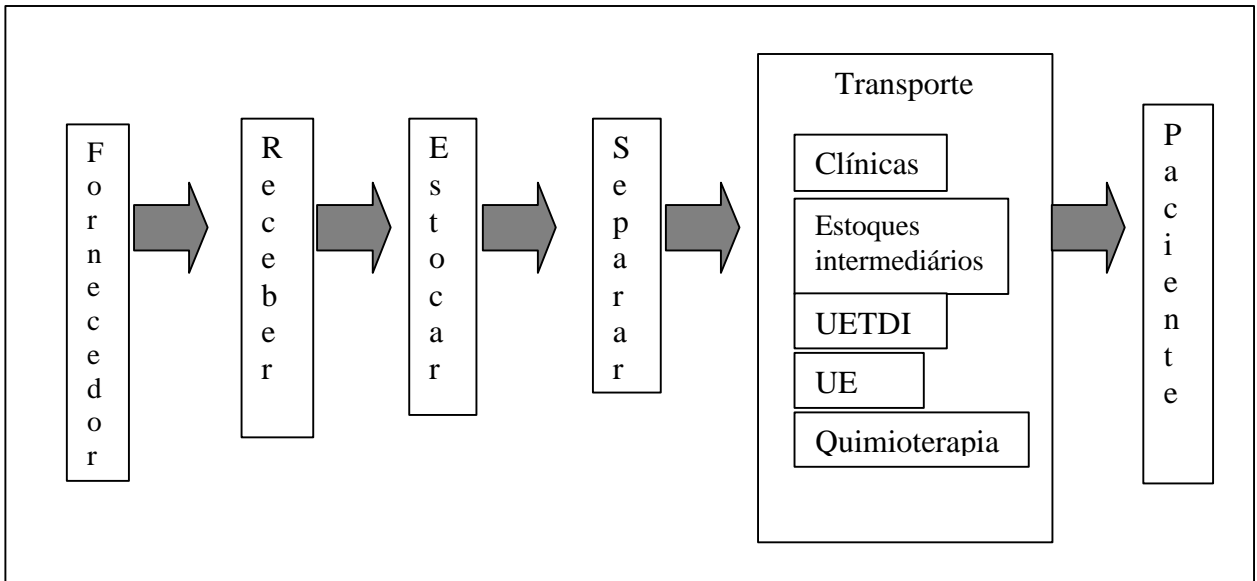 Fornecedor
Receber
Estocar
Separar
Transporte
Clínicas
Estoques
intermediários
UETDI
UE
Quimioterapia
Paciente